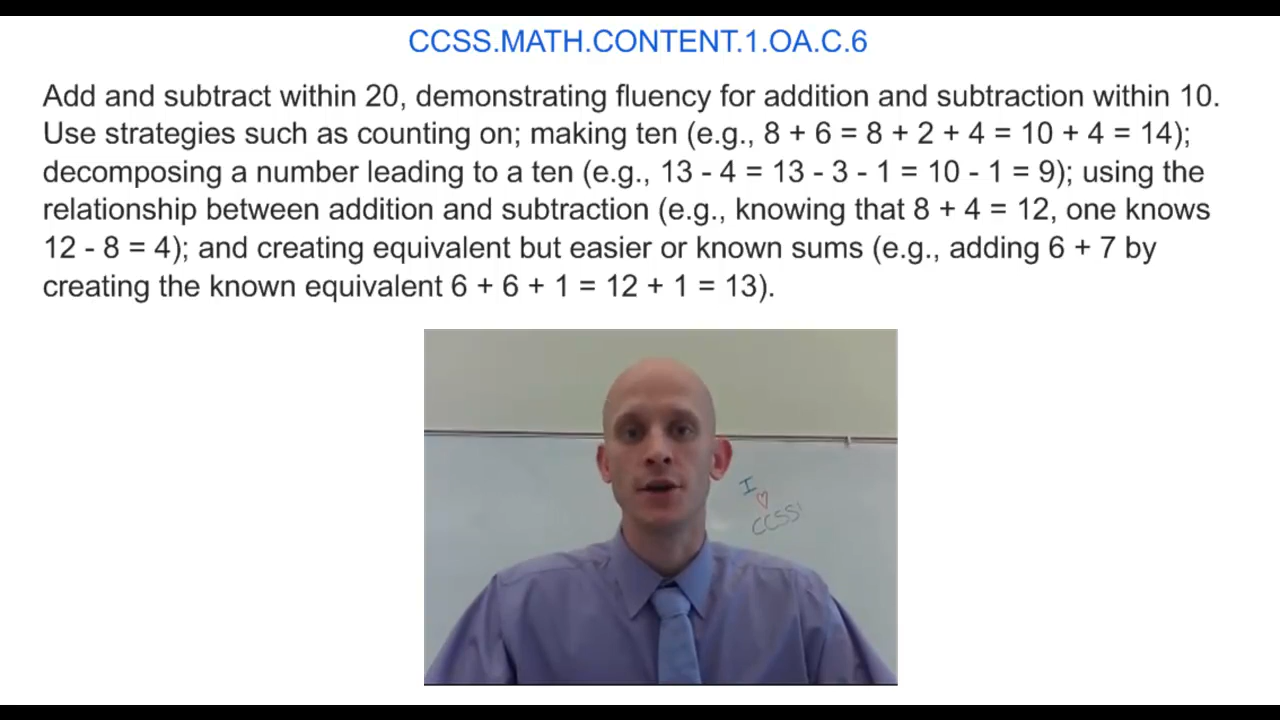 CCSS.MATH.CONTENT.1.OA.C.6
Add and subtract within 20, demonstrating fluency for addition and subtraction within 10.
Use strategies such as counting on; making ten (e.g., 8 + 6 = 8 + 2 + 4 = 10 + 4 = 14);
decomposing a number leading to a ten (e.g., 13 - 4 = 13 - 3 - 1 = 10 - 1 = 9); using the
relationship between addition and subtraction (e.g., knowing that 8 + 4 = 12, one knows
12 - 8 = 4); and creating equivalent but easier or known sums (e.g., adding 6 + 7 by
creating the known equivalent 6 + 6 + 1 = 12 + 1 = 13).
I
♡
CCSS!